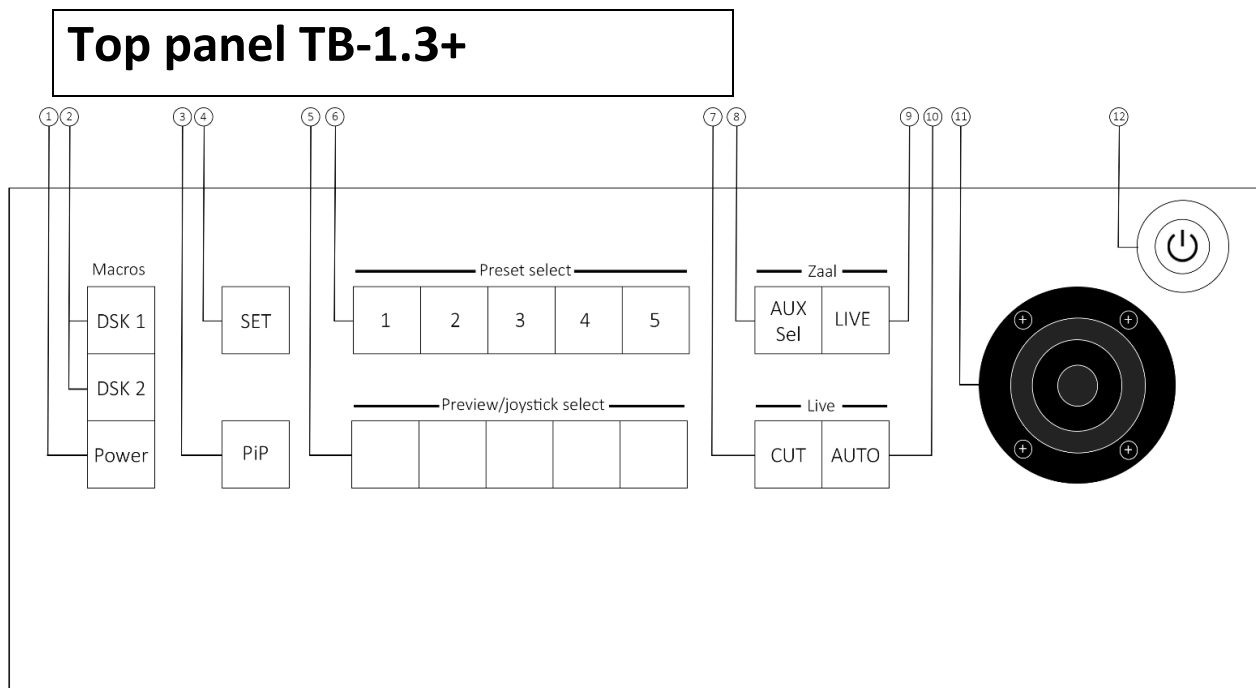 Top panel TB-1.3+
1 2 3 4 5 6 7 8 9 10 11 12
Macros
Preset select
Zaal
DSK 1
SET
1 2 3 4 5
AUX
Sel
LIVE
DSK 2
Preview/joystick select
Live
Power
PiP
CUT
AUTO